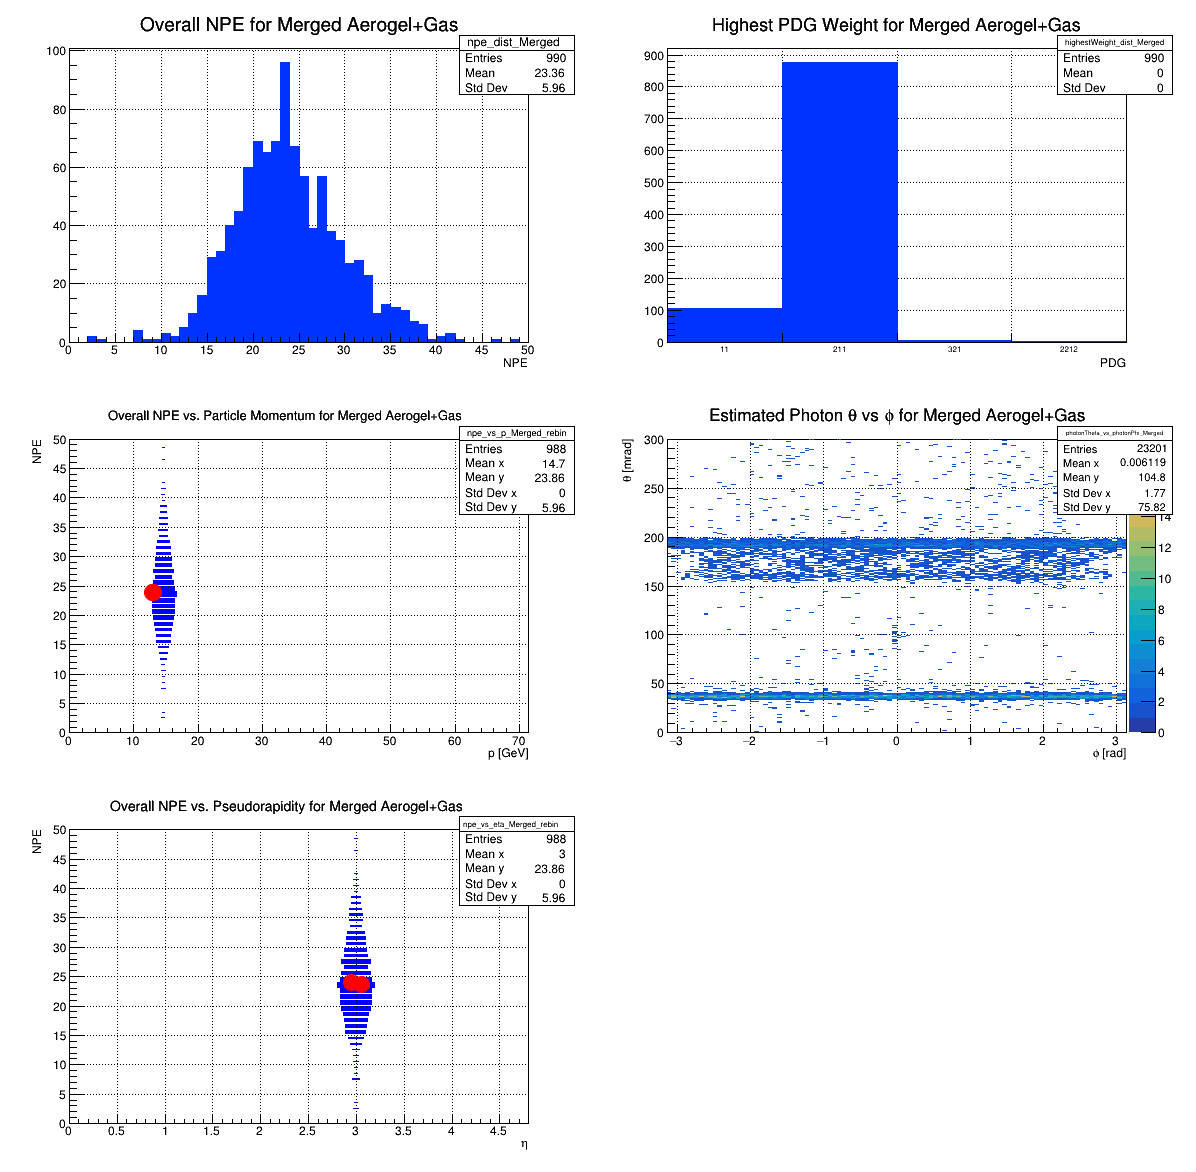 Overall NPE for Merged Aerogel+Gas
npe_dist_Merged
Entries 990
Mean 23.36
Std Dev 5.96
100
80
60
40
20
0
0 5 10 15 20 25 30 35 40 45 50
NPE
Highest PDG Weight for Merged Aerogel+Gas
highestWeight_dist_Merged
Entries 990
Mean 0
Std Dev 0
900
800
700
600
500
400
300
200
100
0
11 211 321 2212
PDG
Overall NPE vs. Particle Momentum for Merged Aerogel+Gas
NPE
npe_vs_p_Merged_rebin
Entries 988
Mean x 14.7
Mean y 23.86
Std Dev x 0
Std Dev y 5.96
50
45
40
35
30
25
20
15
10
5
0
0 10 20 30 40 50 60 70
p [GeV]
Estimated Photon θ vs ϕ for Merged Aerogel+Gas
θ [mrad]
photonTheta_vs_photonPhi_Merged
Entries 23201
Mean x 0.006119
Mean y 104.8
Std Dev x 1.77
Std Dev y 75.82
300
250
200
150
100
50
0
−3 −2 −1 0 1 2 3
ϕ [rad]
14
12
10
8
6
4
2
0
Overall NPE vs. Pseudorapidity for Merged Aerogel+Gas
NPE
npe_vs_eta_Merged_rebin
Entries 988
Mean x 3
Mean y 23.86
Std Dev x 0
Std Dev y 5.96
50
45
40
35
30
25
20
15
10
5
0
0 0.5 1 1.5 2 2.5 3 3.5 4 4.5
η